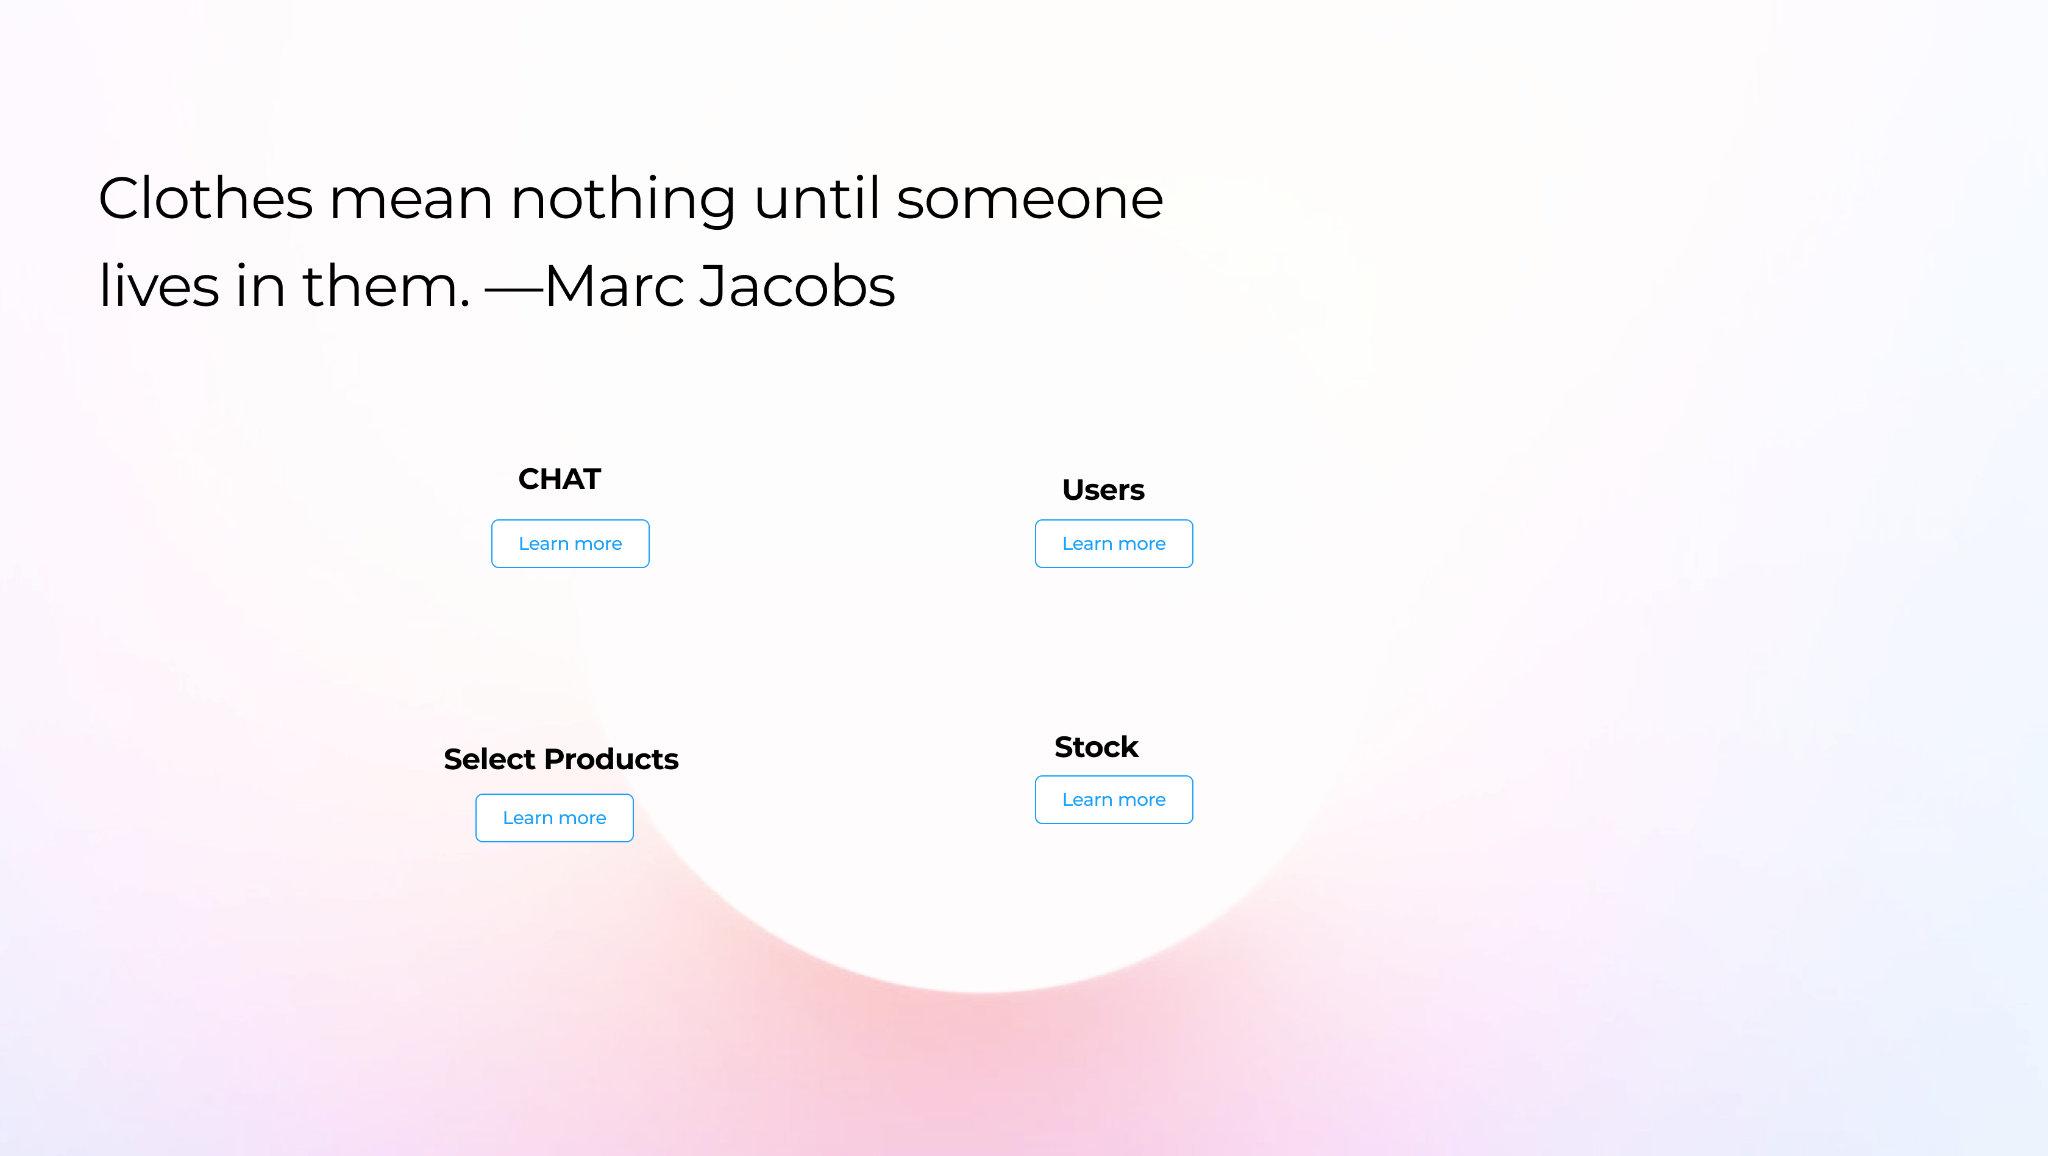 Clothes mean nothing until someone
lives in them. —Marc Jacobs
CHAT
Learn more
Users
Learn more
Select Products
Learn more
Stock
Learn more